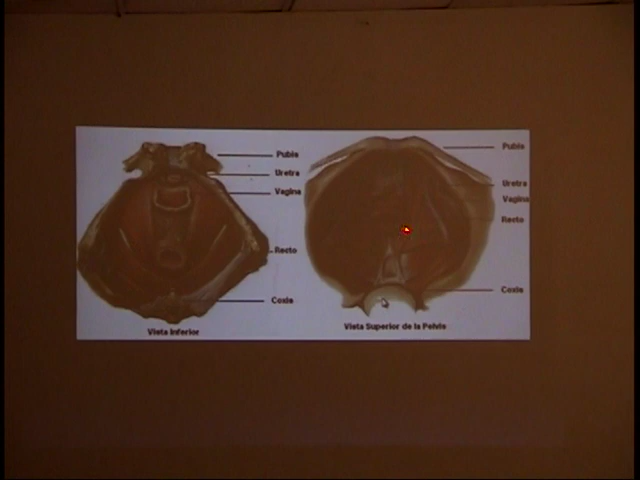 Pubis
Uretra
Vagina
Recto
Coxis
Vista Inferior
Pubis
Uretra
Vagina
Recto
Coxis
Vista Superior de la Pelvis